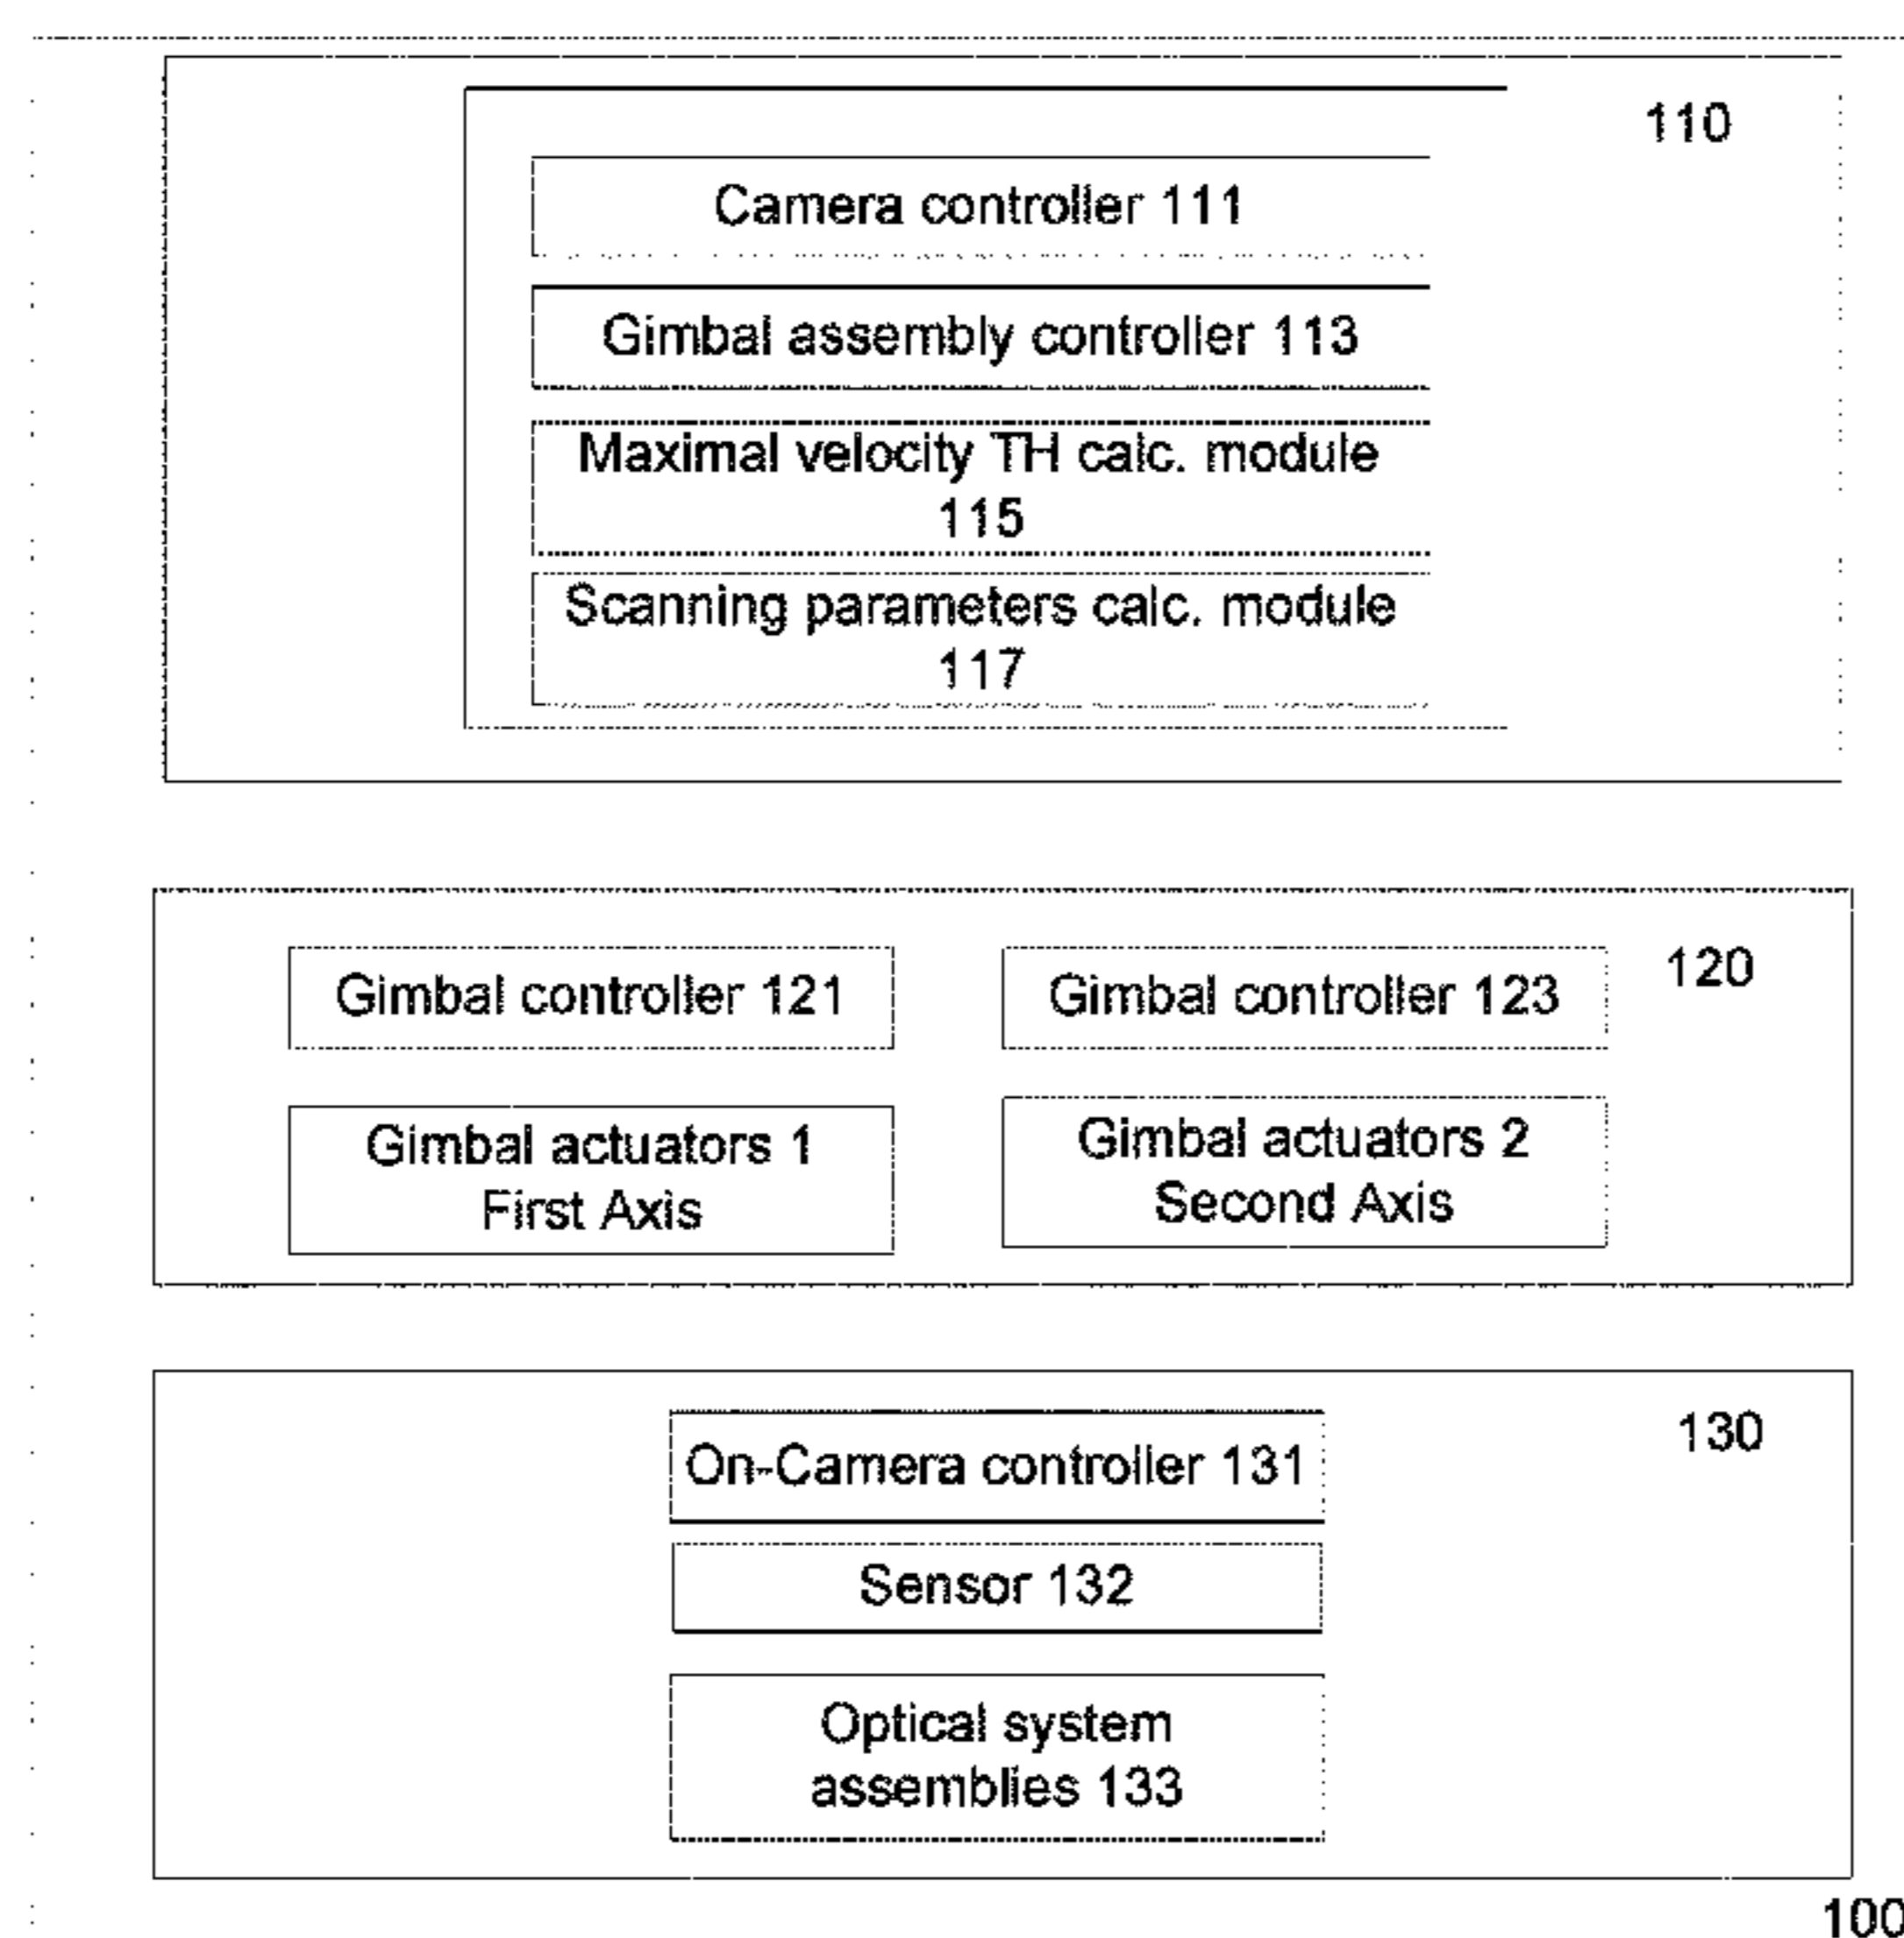 110
Camera controller 111
Gimbal assembly controller 113
Maximal velocity TH calc. module
115
Scanning parameters calc. module
117
120
Gimbal controller 121
Gimbal controller 123
Gimbal actuators 1
First Axis
Gimbal actuators 2
Second Axis
130
On-Camera controller 131
Sensor 132
Optical system
assemblies 133
100